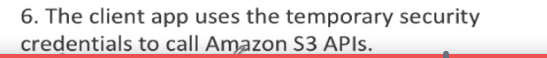 6. The client app uses the temporary security
credentials to call Amazon S3 APIs.